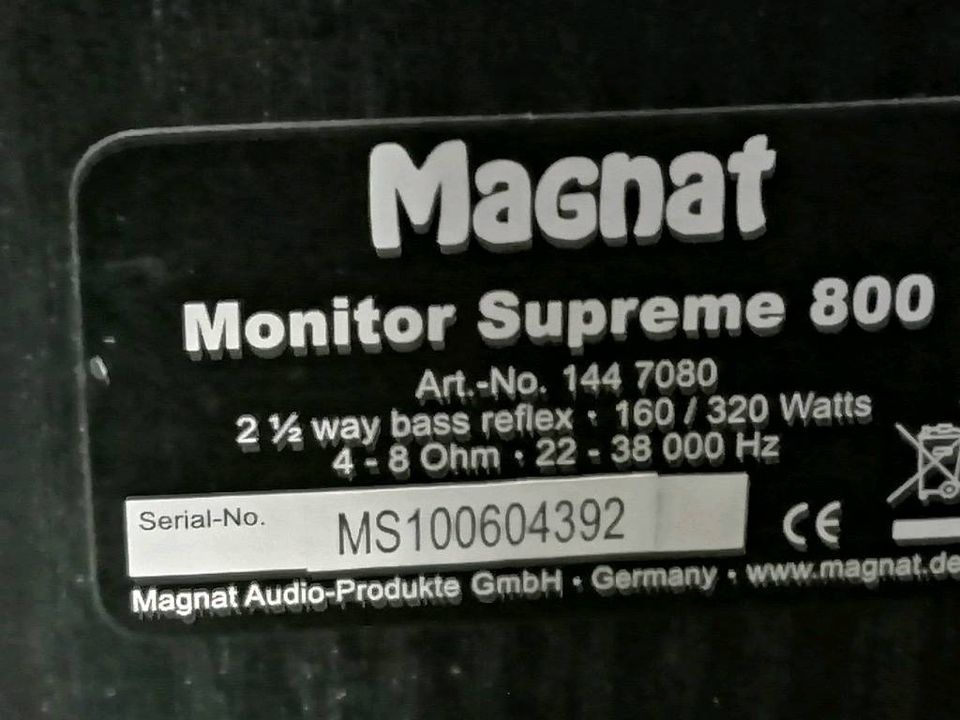 Magnat
Monitor Supreme 800
Art.-No. 144 7080
2 ½ way bass reflex · 160 / 320 Watts
4 - 8 Ohm · 22 - 38 000 Hz
Serial-No. MS100604392
CE
Magnat Audio-Produkte GmbH · Germany · www.magnat.de